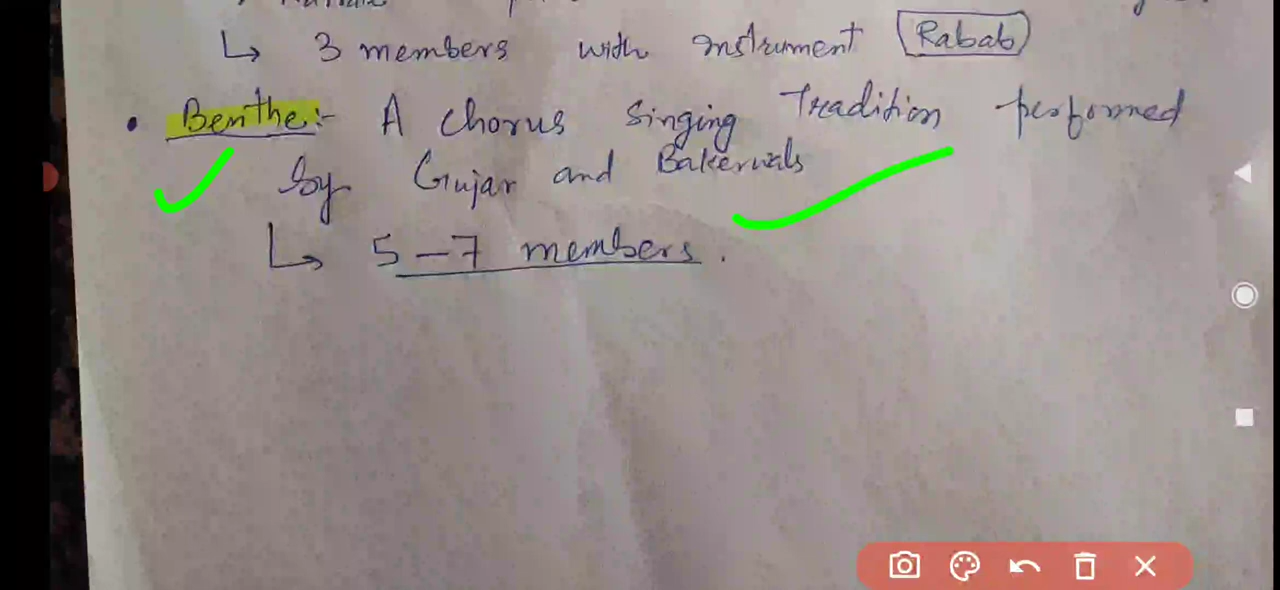 ↳ 3 members with instrument Rabab
• Benthe:- A chorus singing Tradition performed
by Gujar and Bakerwals
↳ 5-7 members.